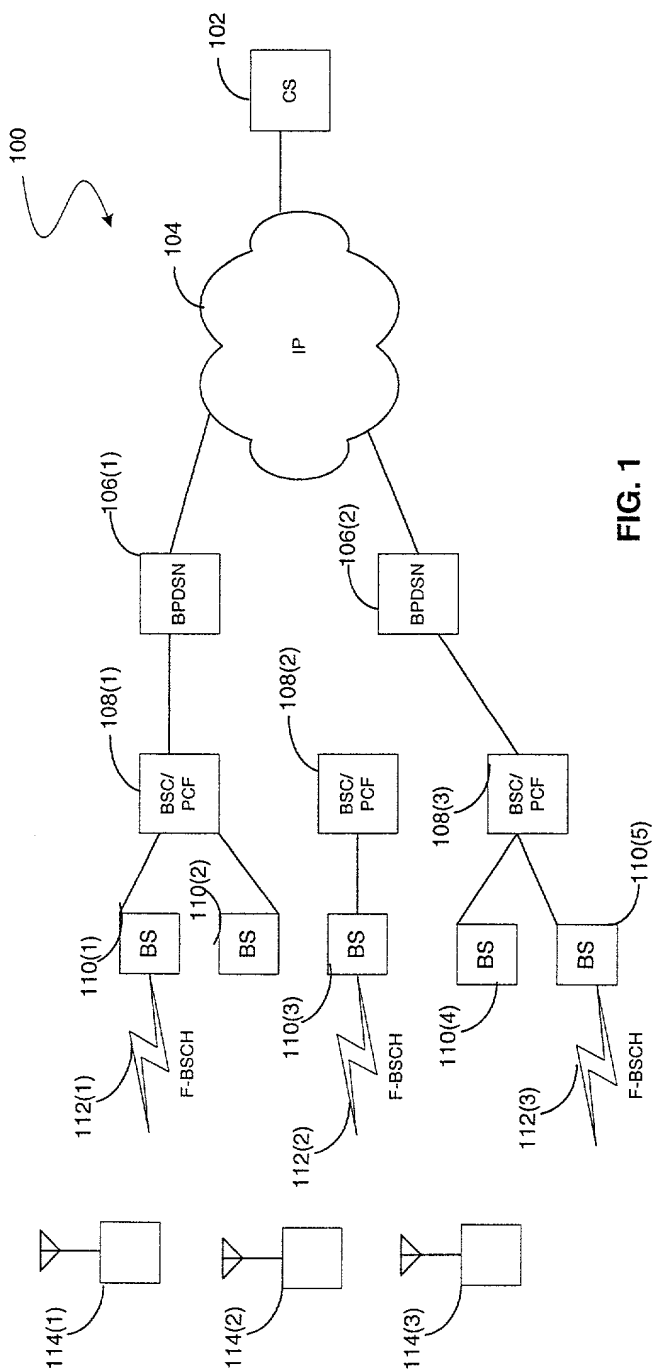 100
102
CS
104
IP
106(1)
BPDSN
106(2)
BPDSN
108(1)
BSC/
PCF
108(2)
BSC/
PCF
108(3)
BSC/
PCF
110(1)
BS
110(2)
BS
110(3)
BS
110(4)
BS
110(5)
BS
112(1)
F-BSCH
112(2)
F-BSCH
112(3)
F-BSCH
114(1)
114(2)
114(3)
FIG. 1